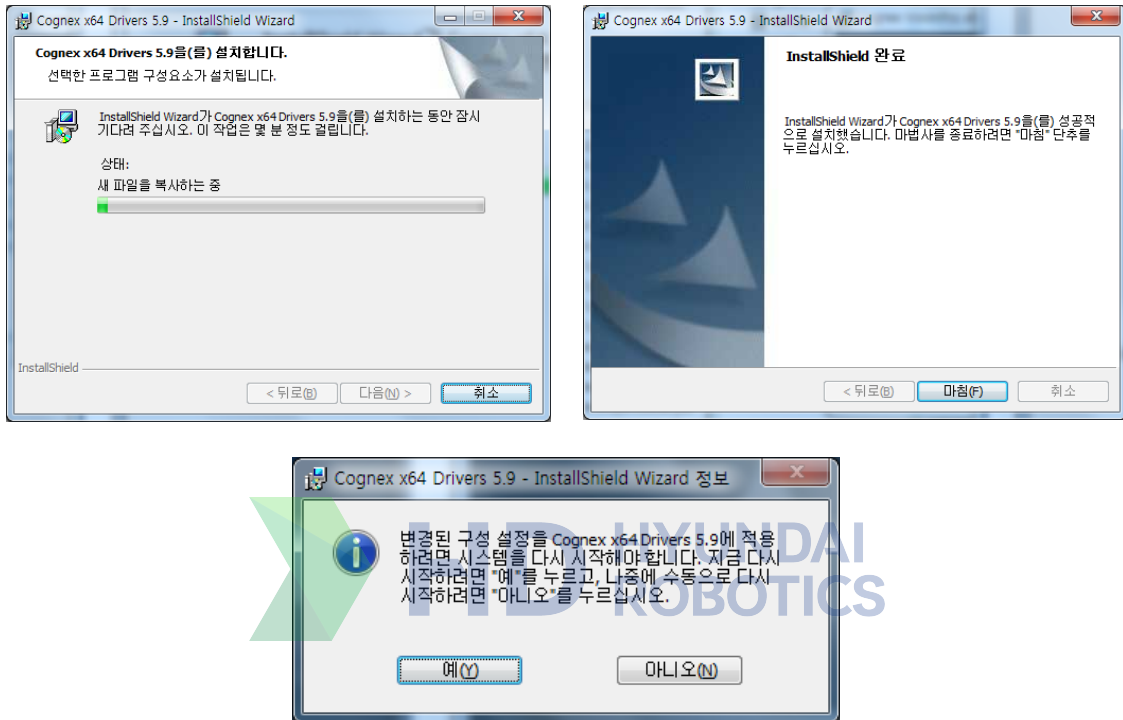 Cognex x64 Drivers 5.9 - InstallShield Wizard
Cognex x64 Drivers 5.9을(를) 설치합니다.
선택한 프로그램 구성요소가 설치됩니다.
InstallShield Wizard가 Cognex x64 Drivers 5.9을(를) 설치하는 동안 잠시
기다려 주십시오. 이 작업은 몇 분 정도 걸립니다.
상태:
새 파일을 복사하는 중
InstallShield
< 뒤로(B) 다음(N) > 취소
Cognex x64 Drivers 5.9 - InstallShield Wizard
InstallShield 완료
InstallShield Wizard가 Cognex x64 Drivers 5.9을(를) 성공적
으로 설치했습니다. 마법사를 종료하려면 "마침" 단추를
누르십시오.
< 뒤로(B) 마침(F) 취소
Cognex x64 Drivers 5.9 - InstallShield Wizard 정보
변경된 구성 설정을 Cognex x64 Drivers 5.9에 적용
하려면 시스템을 다시 시작해야 합니다. 지금 다시
시작하려면 "예"를 누르고, 나중에 수동으로 다시
시작하려면 "아니오"를 누르십시오.
예(Y) 아니오(N)
HD HYUNDAI
ROBOTICS